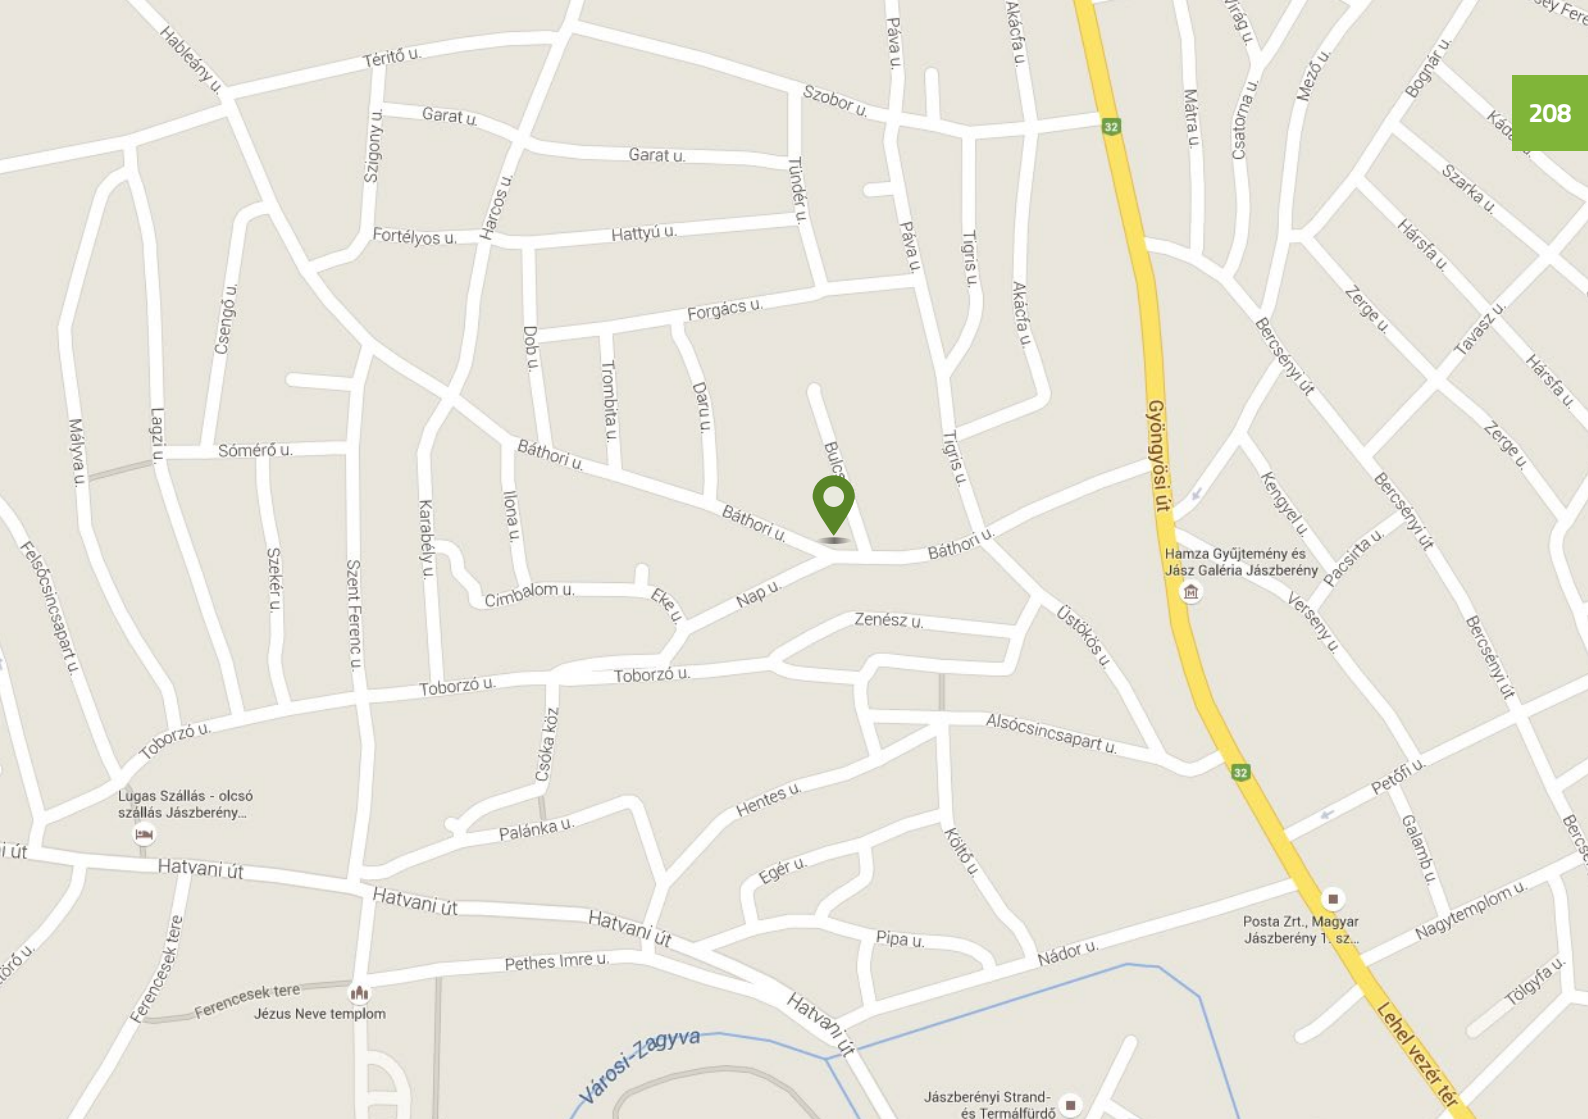 Hableány u.
Térítő u.
Szobor u.
Páva u.
Akácfa u.
Virág u.
Mező u.
Bognár u.
208
Garat u.
Garat u.
Szigony u.
Harcos u.
Tündér u.
32
Mátra u.
Csatorna u.
Szarka u.
Fortélyos u.
Hattyú u.
Páva u.
Tigris u.
Akácfa u.
Hársfa u.
Zerge u.
Tavasz u.
Hársfa u.
Csengő u.
Dob u.
Forgács u.
Trombita u.
Daru u.
Bercsényi út
Mályva u.
Lagzi u.
Sómérő u.
Báthori u.
Tigris u.
Gyöngyösi út
Zerge u.
Kengyel u.
Bercsényi út
Karabély u.
Ilona u.
Báthori u.
Báthori u.
Hamza Gyűjtemény és
Jász Galéria Jászberény
Pacsirta u.
Felsőcsincsapart u.
Szekér u.
Szent Ferenc u.
Cimbalom u.
Eke u.
Nap u.
Zenész u.
Üstökös u.
Verseny u.
Bercsényi út
Toborzó u.
Toborzó u.
Toborzó u.
Csóka köz
Alsócsincsapart u.
32
Petőfi u.
Lugas Szállás - olcsó
szállás Jászberény...
Hentes u.
Palánka u.
Költő u.
Galamb u.
Hatvani út
Hatvani út
Hatvani út
Egér u.
Pipa u.
Nádor u.
Posta Zrt., Magyar
Jászberény 1. sz...
Nagytemplom u.
Tölgyfa u.
Ferencesek tere
Ferencesek tere
Pethes Imre u.
Jézus Neve templom
Hatvani út
Városi-Zagyva
Lehel vezér tér
Jászberényi Strand-
és Termálfürdő